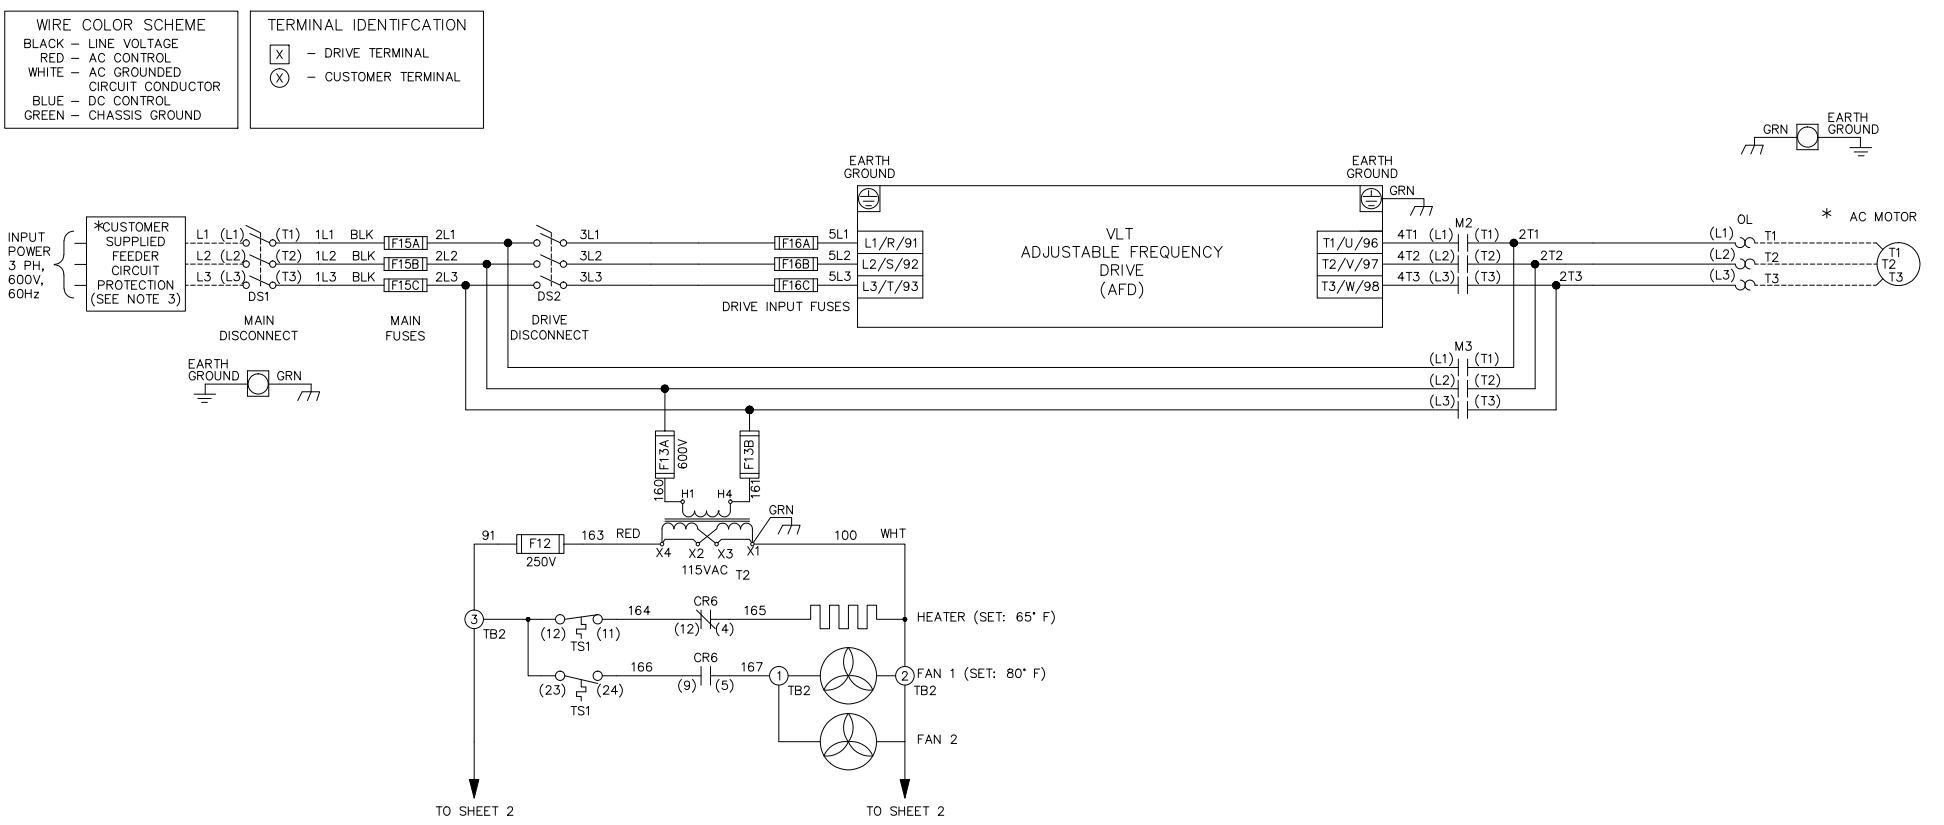 WIRE COLOR SCHEME
BLACK – LINE VOLTAGE
RED – AC CONTROL
WHITE – AC GROUNDED
CIRCUIT CONDUCTOR
BLUE – DC CONTROL
GREEN – CHASSIS GROUND
TERMINAL IDENTIFCATION
X – DRIVE TERMINAL
X – CUSTOMER TERMINAL
GRN
EARTH
GROUND
EARTH
GROUND
EARTH
GROUND
GRN
INPUT
POWER
3 PH,
600V,
60Hz
*CUSTOMER
SUPPLIED
FEEDER
CIRCUIT
PROTECTION
(SEE NOTE 3)
L1 (L1) (T1) 1L1 BLK F15A 2L1 3L1 F16A 5L1 L1/R/91
L2 (L2) (T2) 1L2 BLK F15B 2L2 3L2 F16B 5L2 L2/S/92
L3 (L3) (T3) 1L3 BLK F15C 2L3 3L3 F16C 5L3 L3/T/93
DS1
MAIN
DISCONNECT
MAIN
FUSES
DS2
DRIVE
DISCONNECT
DRIVE INPUT FUSES
VLT
ADJUSTABLE FREQUENCY
DRIVE
(AFD)
M2
T1/U/96 4T1 (L1) (T1) 2T1
T2/V/97 4T2 (L2) (T2) 2T2
T3/W/98 4T3 (L3) (T3) 2T3
OL
(L1) T1
(L2) T2
(L3) T3
* AC MOTOR
T1
T2
T3
M3
(L1) (T1)
(L2) (T2)
(L3) (T3)
EARTH
GROUND GRN
F13A
600V
F13B
160
161
H1 H4
GRN
91 F12 163 RED
250V
X4 X2 X3 X1
100 WHT
115VAC T2
3
TB2
(12) (11)
TS1
164
CR6
(12) (4)
165
HEATER (SET: 65° F)
(23) (24)
TS1
166
CR6
(9) (5)
167
1
TB2
2
TB2
FAN 1 (SET: 80° F)
FAN 2
TO SHEET 2
TO SHEET 2